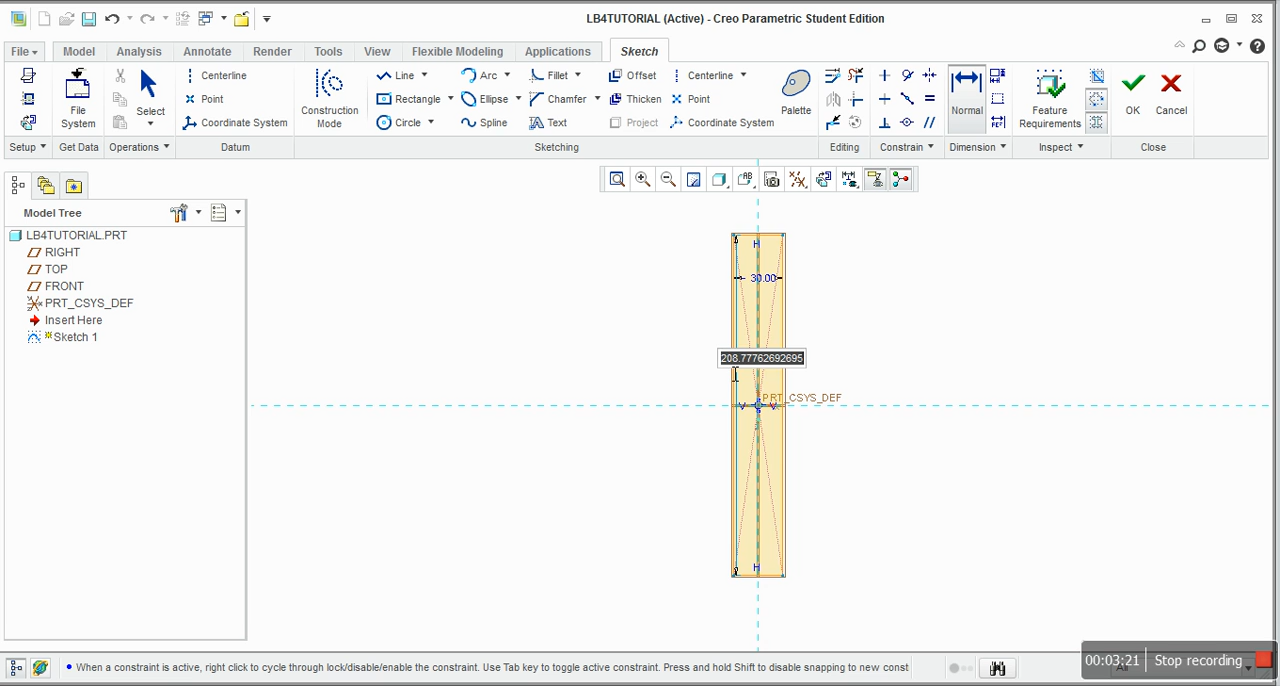 LB4TUTORIAL (Active) - Creo Parametric Student Edition
File Model Analysis Annotate Render Tools View Flexible Modeling Applications Sketch
Centerline Line Arc Fillet Offset Centerline
Point Rectangle Ellipse Chamfer Thicken Point
File System Select Coordinate System Construction Mode Circle Spline Text Project Coordinate System Palette Normal Feature Requirements OK Cancel
Setup Get Data Operations Datum Sketching Editing Constrain Dimension Inspect Close
Model Tree
LB4TUTORIAL.PRT
RIGHT
TOP
FRONT
PRT_CSYS_DEF
Insert Here
Sketch 1
H
30.00
208.77762692695
PRT_CSYS_DEF
V V
H
When a constraint is active, right click to cycle through lock/disable/enable the constraint. Use Tab key to toggle active constraint. Press and hold Shift to disable snapping to new const
00:03:21 Stop recording